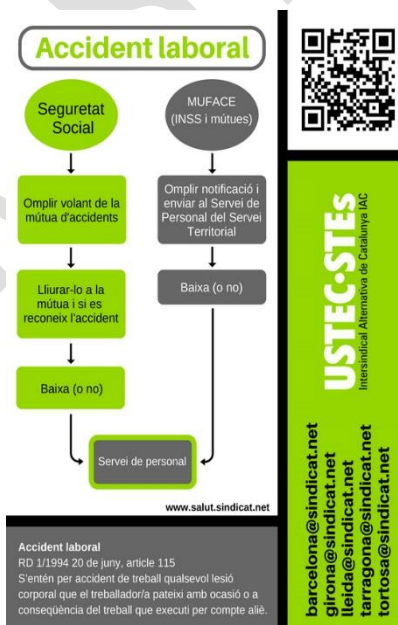 Accident laboral
Seguretat
Social
MUFACE
(INSS i mútues)
Omplir volant de la
mútua d'accidents
Omplir notificació i
enviar al Servei de
Personal del Servei
Territorial
Lliurar-lo a la
mútua i si es
reconeix l'accident
Baixa (o no)
Baixa (o no)
Servei de personal
www.salut.sindicat.net
Accident laboral
RD 1/1994 20 de juny, article 115
S'entén per accident de treball qualsevol lesió
corporal que el treballador/a pateixi amb ocasió o a
conseqüència del treball que executi per compte aliè.
USTEC·STEs
Intersindical Alternativa de Catalunya IAC
barcelona@sindicat.net
girona@sindicat.net
lleida@sindicat.net
tarragona@sindicat.net
tortosa@sindicat.net